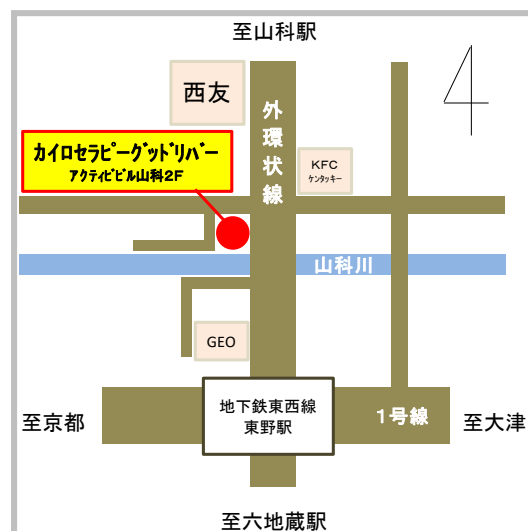 至山科駅
西友
外環状線
カイロセラピーグッドリバー
アクティビビル山科2F
KFC
ケンタッキー
山科川
GEO
地下鉄東西線
東野駅
1号線
至京都
至大津
至六地蔵駅